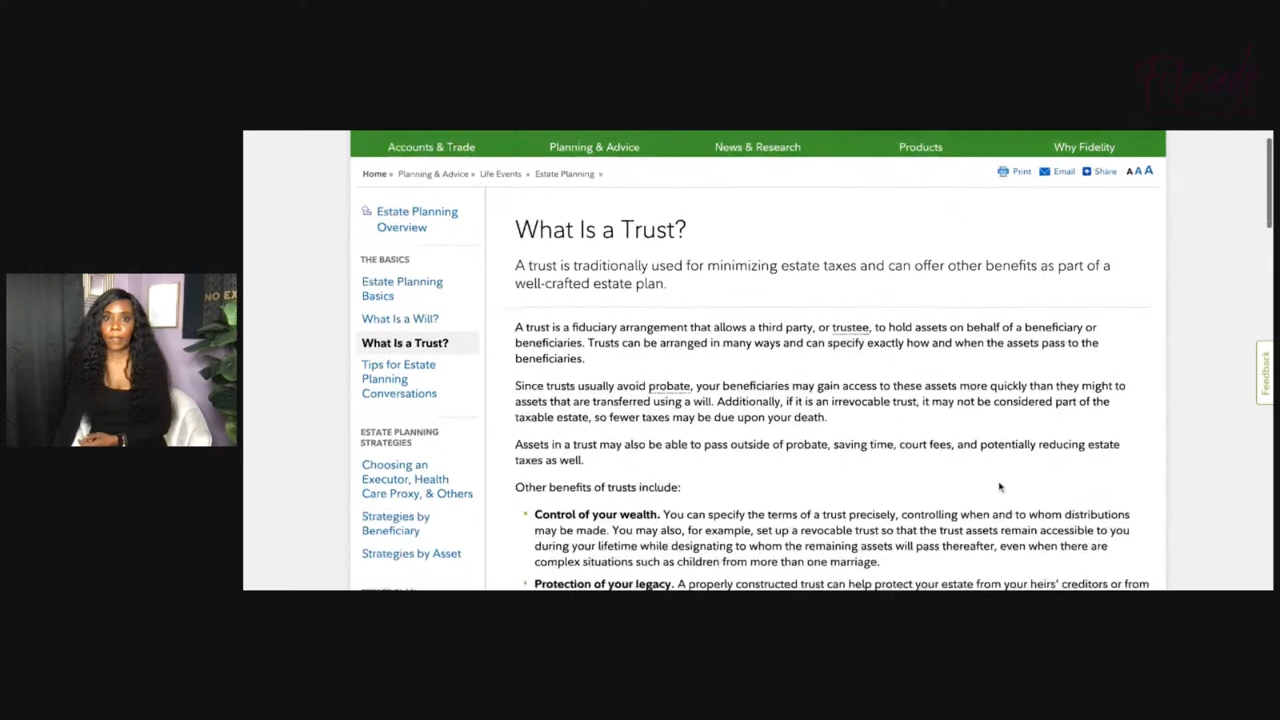 Accounts & Trade
Planning & Advice
News & Research
Products
Why Fidelity
Home » Planning & Advice » Life Events » Estate Planning »
Print
Email
Share
A A A
Estate Planning
Overview
THE BASICS
Estate Planning
Basics
What Is a Will?
What Is a Trust?
Tips for Estate
Planning
Conversations
ESTATE PLANNING
STRATEGIES
Choosing an
Executor, Health
Care Proxy, & Others
Strategies by
Beneficiary
Strategies by Asset
What Is a Trust?
A trust is traditionally used for minimizing estate taxes and can offer other benefits as part of a
well-crafted estate plan.
A trust is a fiduciary arrangement that allows a third party, or trustee, to hold assets on behalf of a beneficiary or
beneficiaries. Trusts can be arranged in many ways and can specify exactly how and when the assets pass to the
beneficiaries.
Since trusts usually avoid probate, your beneficiaries may gain access to these assets more quickly than they might to
assets that are transferred using a will. Additionally, if it is an irrevocable trust, it may not be considered part of the
taxable estate, so fewer taxes may be due upon your death.
Assets in a trust may also be able to pass outside of probate, saving time, court fees, and potentially reducing estate
taxes as well.
Other benefits of trusts include:
Control of your wealth. You can specify the terms of a trust precisely, controlling when and to whom distributions
may be made. You may also, for example, set up a revocable trust so that the trust assets remain accessible to you
during your lifetime while designating to whom the remaining assets will pass thereafter, even when there are
complex situations such as children from more than one marriage.
Protection of your legacy. A properly constructed trust can help protect your estate from your heirs' creditors or from
Feedback
NO EX